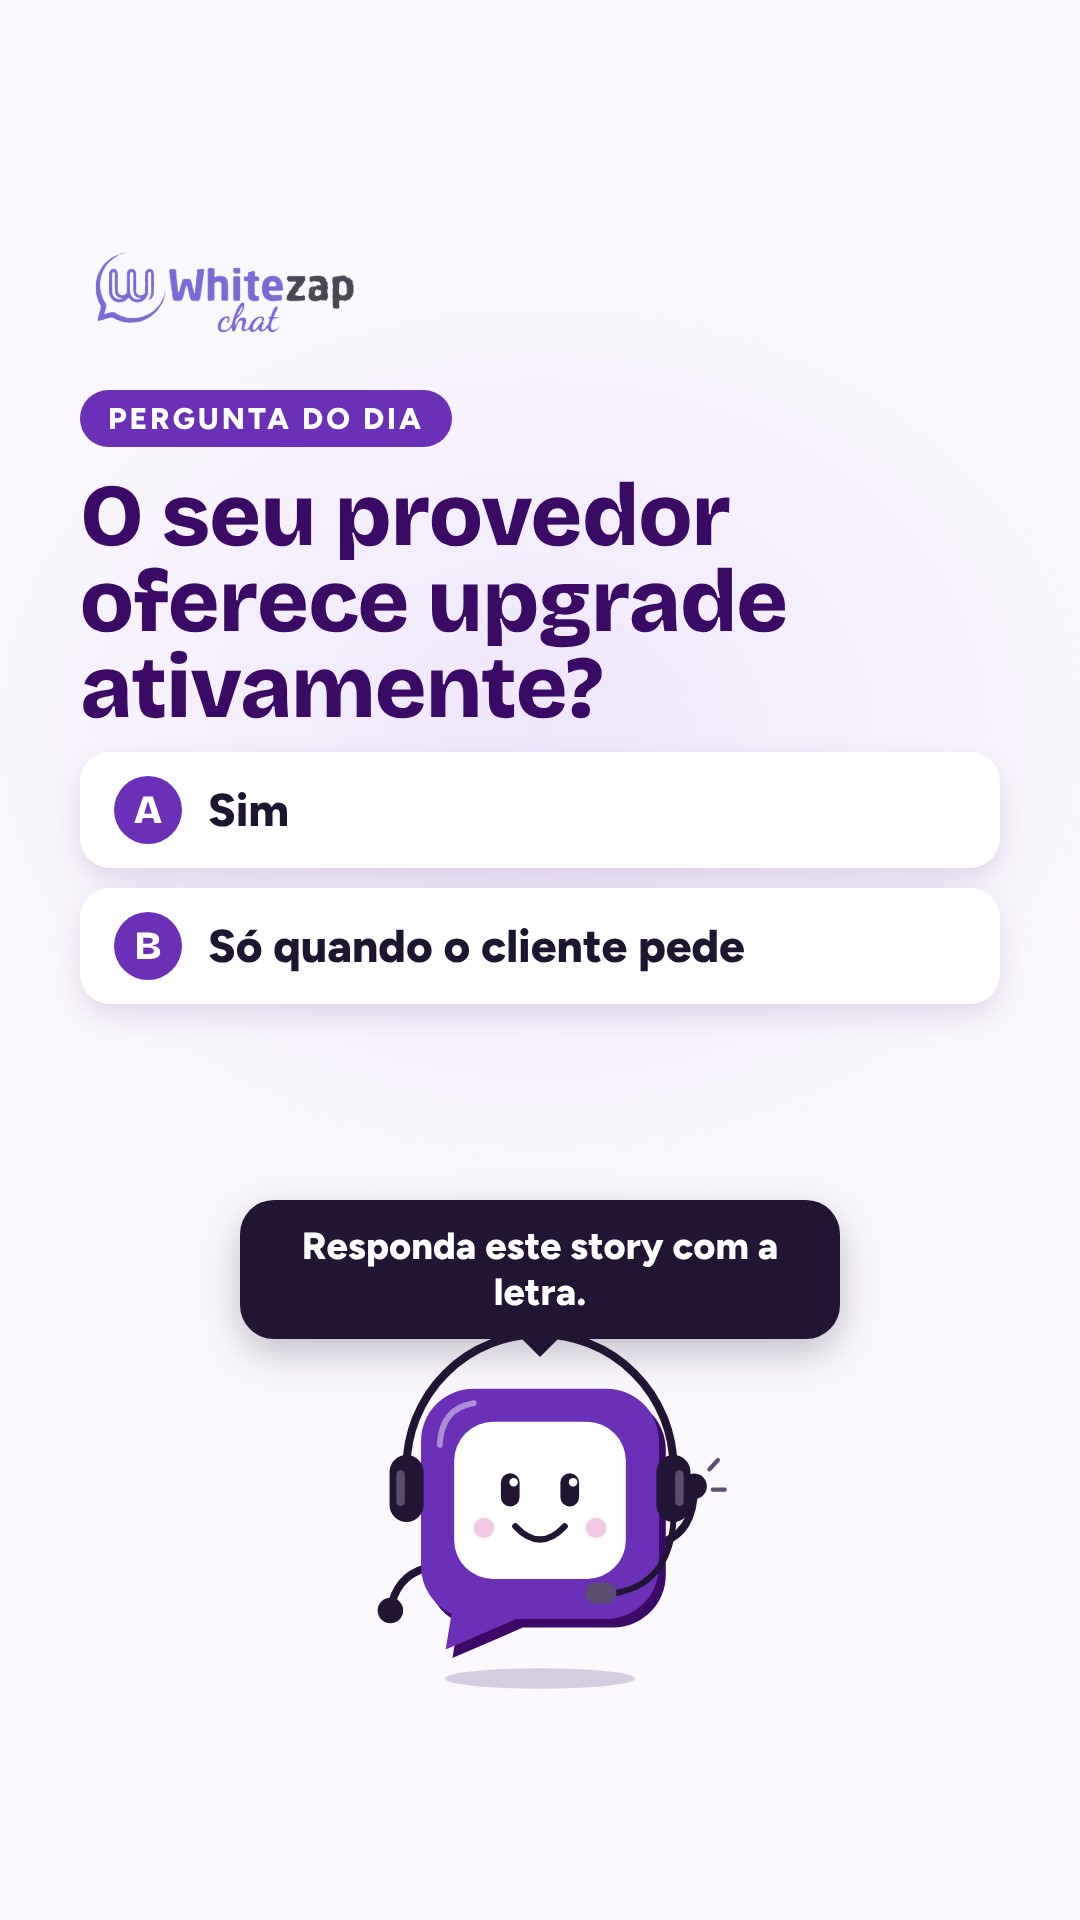 Whitezap
chat
PERGUNTA DO DIA
O seu provedor
oferece upgrade
ativamente?
A Sim
B Só quando o cliente pede
Responda este story com a
letra.